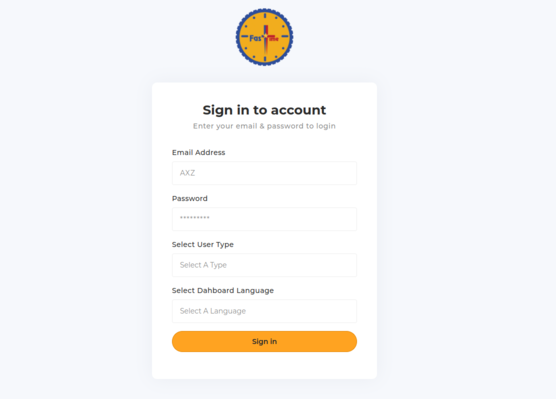 Fast
Sign in to account
Enter your email & password to login
Email Address
AXZ
Password
*********
Select User Type
Select A Type
Select Dahboard Language
Select A Language
Sign in